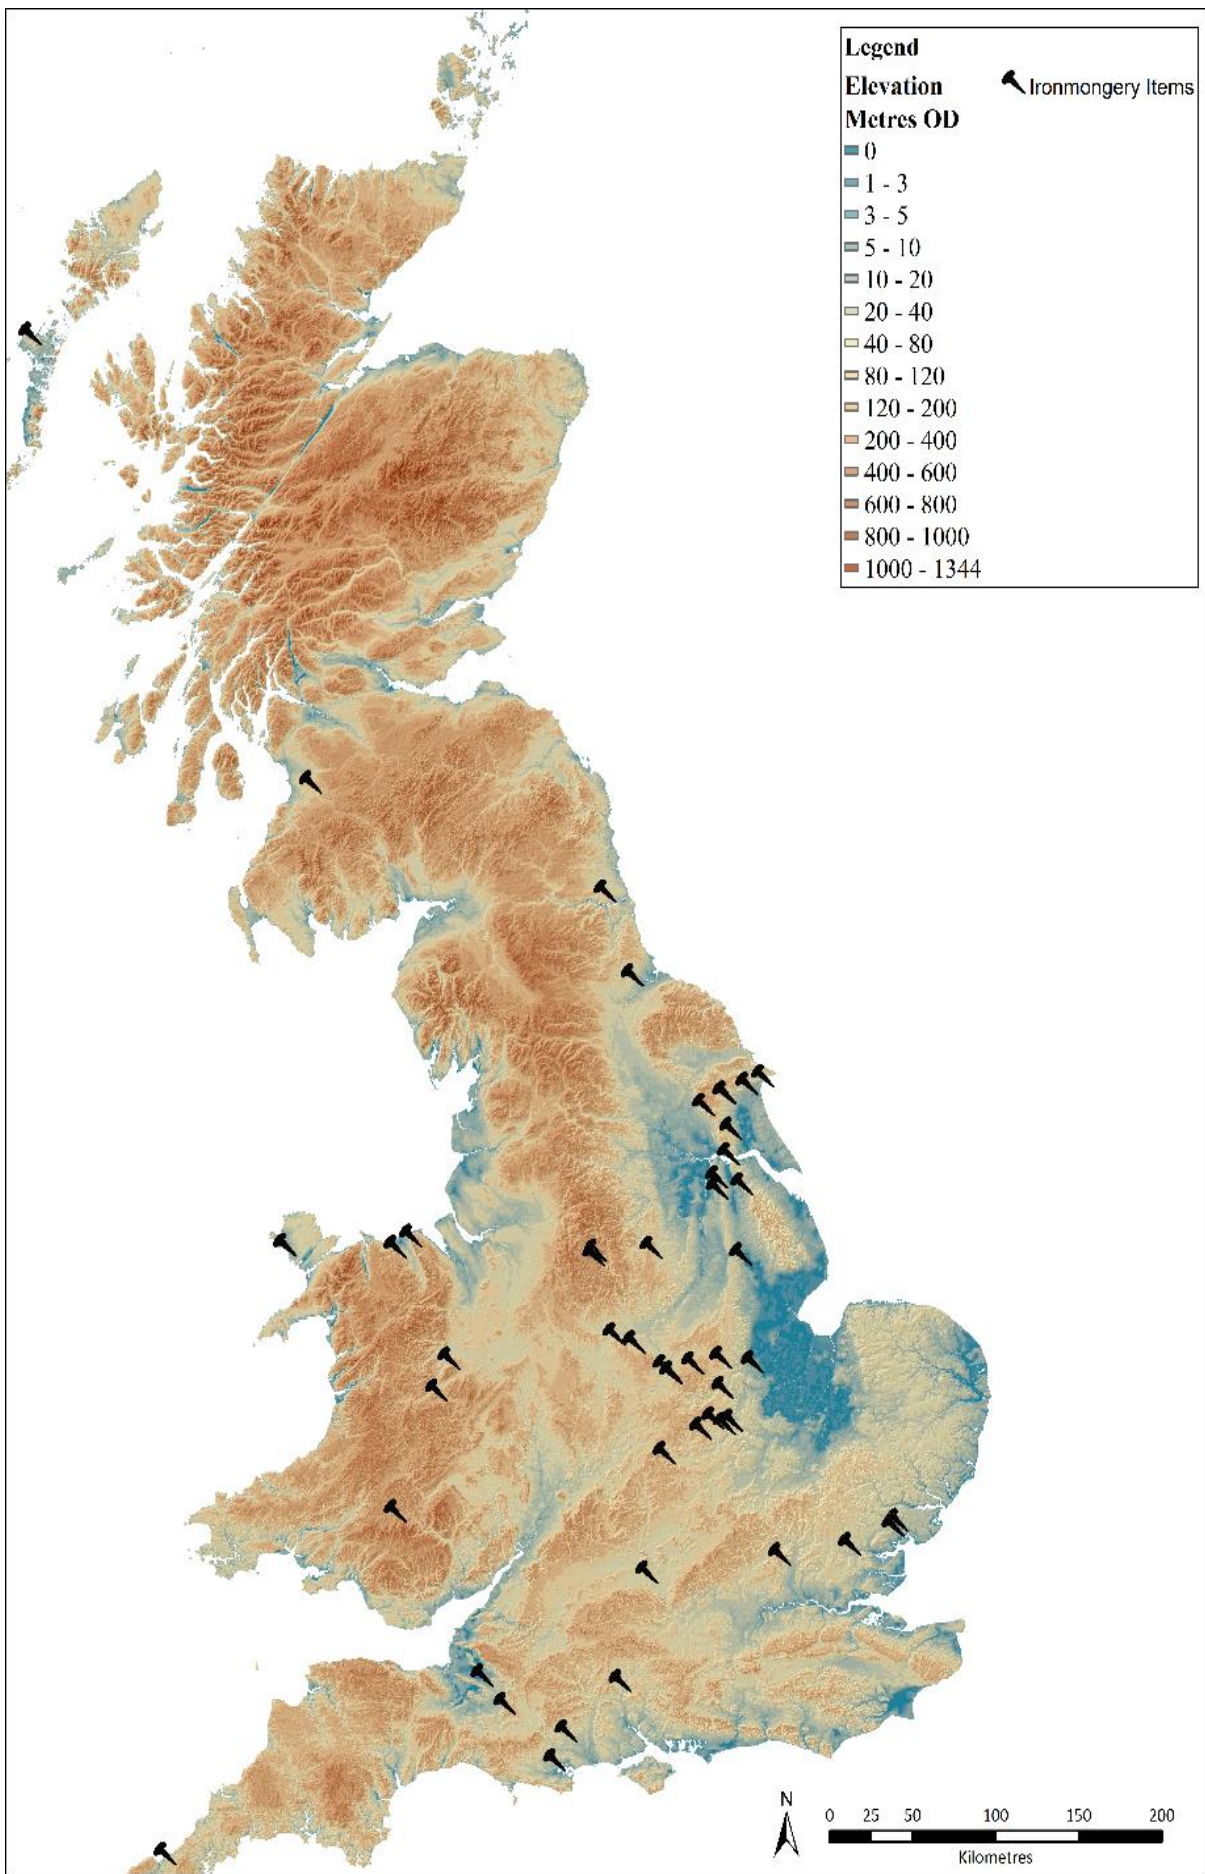 Legend
Elevation
Ironmongery Items
Metres OD
0
1 - 3
3 - 5
5 - 10
10 - 20
20 - 40
40 - 80
80 - 120
120 - 200
200 - 400
400 - 600
600 - 800
800 - 1000
1000 - 1344
N
0 25 50 100 150 200
Kilometres